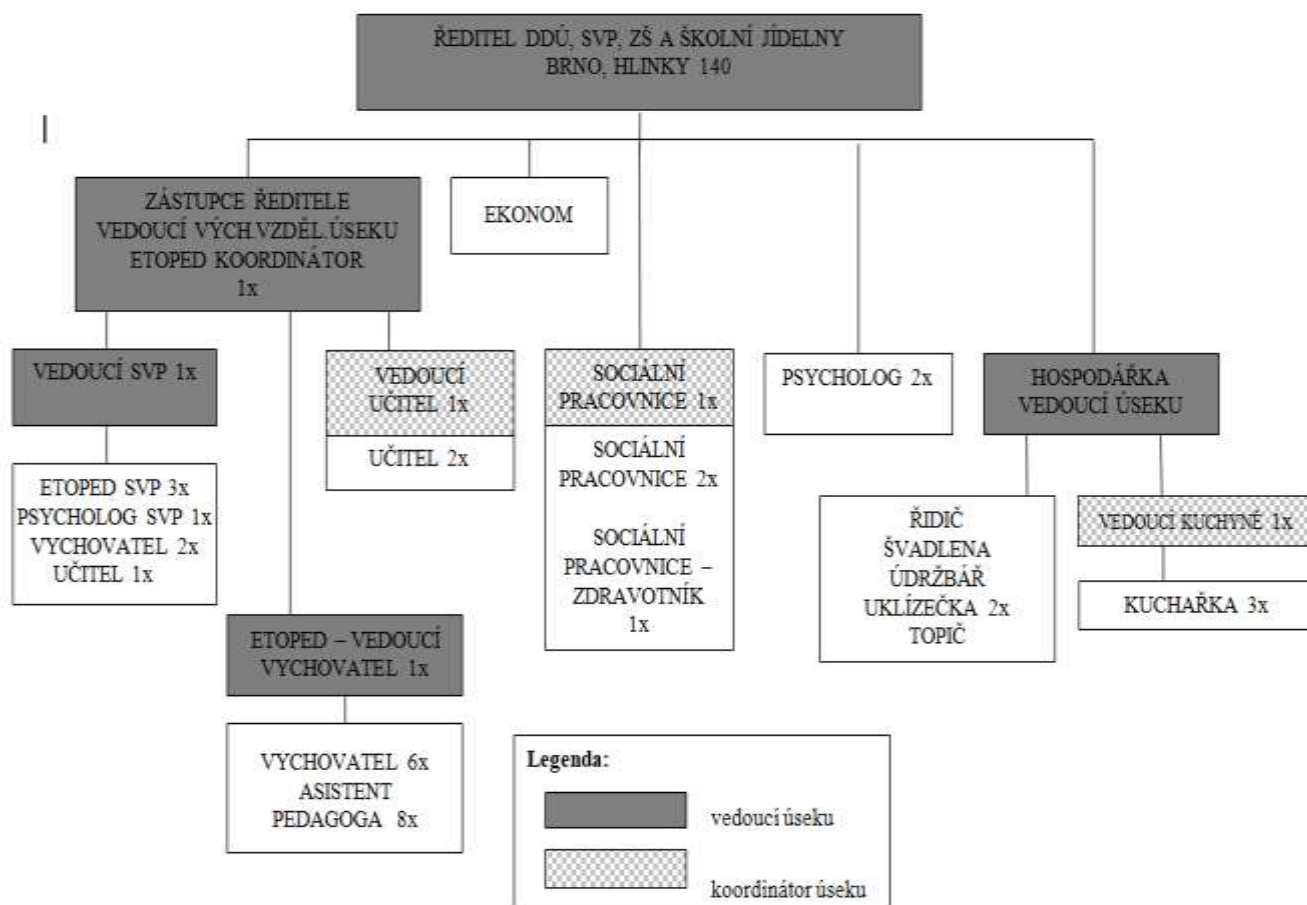 ŘEDITEL DDÚ, SVP, ZŠ A ŠKOLNÍ JÍDELNY
BRNO, HLINKY 140
ZÁSTUPCE ŘEDITELE
VEDOUCÍ VÝCH.VZDĚL.ÚSEKU
ETOPED KOORDINÁTOR
1x
EKONOM
VEDOUCÍ SVP 1x
VEDOUCÍ
UČITEL 1x
UČITEL 2x
SOCIÁLNÍ
PRACOVNICE 1x
SOCIÁLNÍ
PRACOVNICE 2x
SOCIÁLNÍ
PRACOVNICE –
ZDRAVOTNÍK
1x
PSYCHOLOG 2x
HOSPODÁŘKA
VEDOUCÍ ÚSEKU
ETOPED SVP 3x
PSYCHOLOG SVP 1x
VYCHOVATEL 2x
UČITEL 1x
ŘIDIČ
ŠVADLENA
ÚDRŽBÁŘ
UKLÍZEČKA 2x
TOPIČ
VEDOUCÍ KUCHYNĚ 1x
KUCHAŘKA 3x
ETOPED – VEDOUCÍ
VYCHOVATEL 1x
VYCHOVATEL 6x
ASISTENT
PEDAGOGA 8x
Legenda:
vedoucí úseku
koordinátor úseku